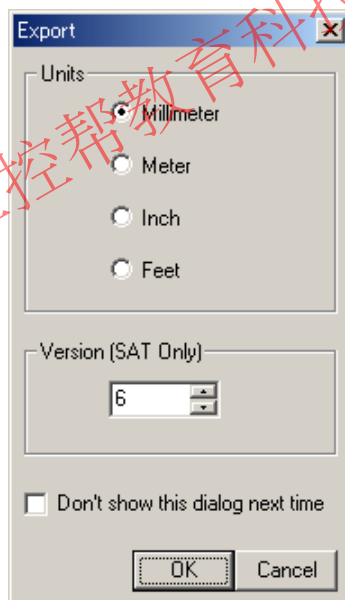 Export
Units
Millimeter
Meter
Inch
Feet
Version (SAT Only)
6
Don't show this dialog next time
OK
Cancel
控帮教育科